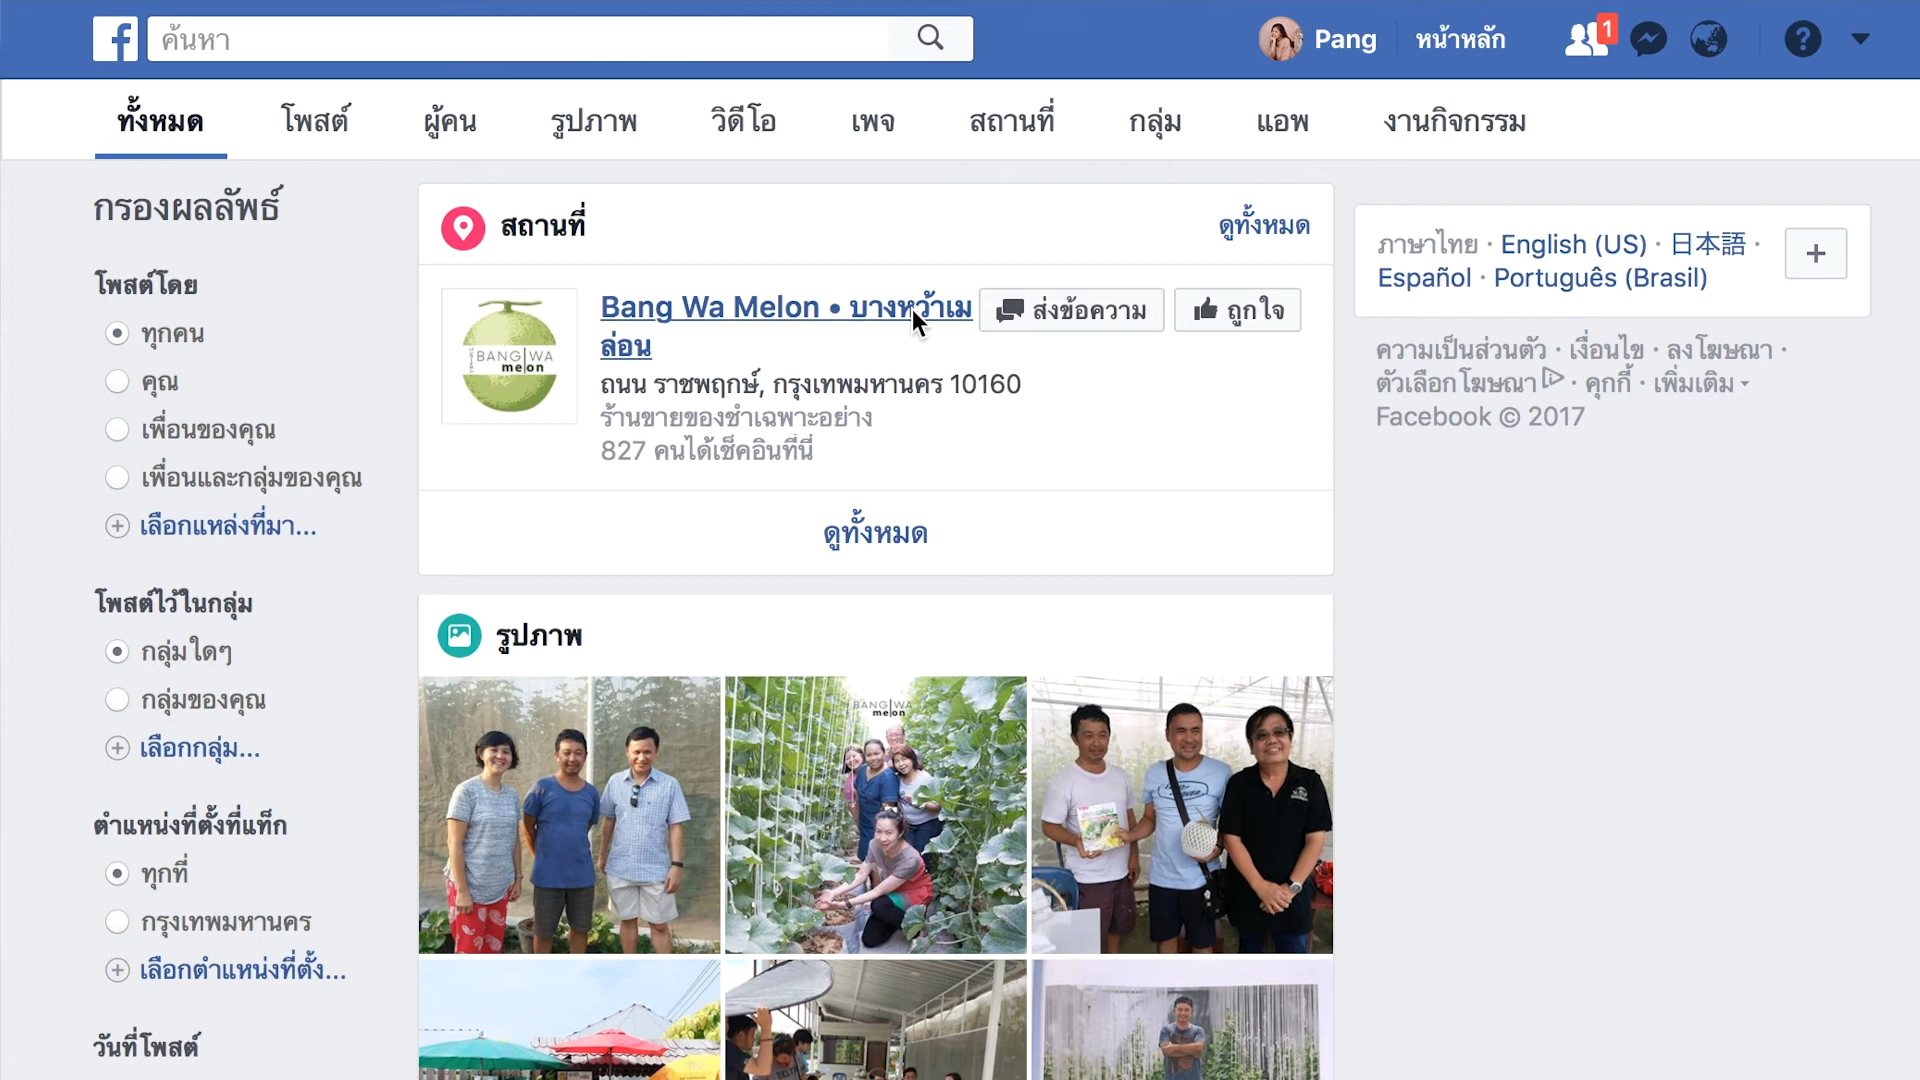 ค้นหา
Pang
หน้าหลัก
1
ทั้งหมด
โพสต์
ผู้คน
รูปภาพ
วิดีโอ
เพจ
สถานที่
กลุ่ม
แอพ
งานกิจกรรม
กรองผลลัพธ์
โพสต์โดย
ทุกคน
คุณ
เพื่อนของคุณ
เพื่อนและกลุ่มของคุณ
เลือกแหล่งที่มา...
โพสต์ไว้ในกลุ่ม
กลุ่มใดๆ
กลุ่มของคุณ
เลือกกลุ่ม...
ตำแหน่งที่ตั้งที่แท็ก
ทุกที่
กรุงเทพมหานคร
เลือกตำแหน่งที่ตั้ง...
วันที่โพสต์
สถานที่
ดูทั้งหมด
BANG WA
melon
Bang Wa Melon • บางหว้าเม
ล่อน
ส่งข้อความ
ถูกใจ
ถนน ราชพฤกษ์, กรุงเทพมหานคร 10160
ร้านขายของชำเฉพาะอย่าง
827 คนได้เช็คอินที่นี่
ดูทั้งหมด
รูปภาพ
BANG WA
melon
ภาษาไทย · English (US) · 日本語 ·
Español · Português (Brasil)
ความเป็นส่วนตัว · เงื่อนไข · ลงโฆษณา ·
ตัวเลือกโฆษณา · คุกกี้ · เพิ่มเติม
Facebook © 2017